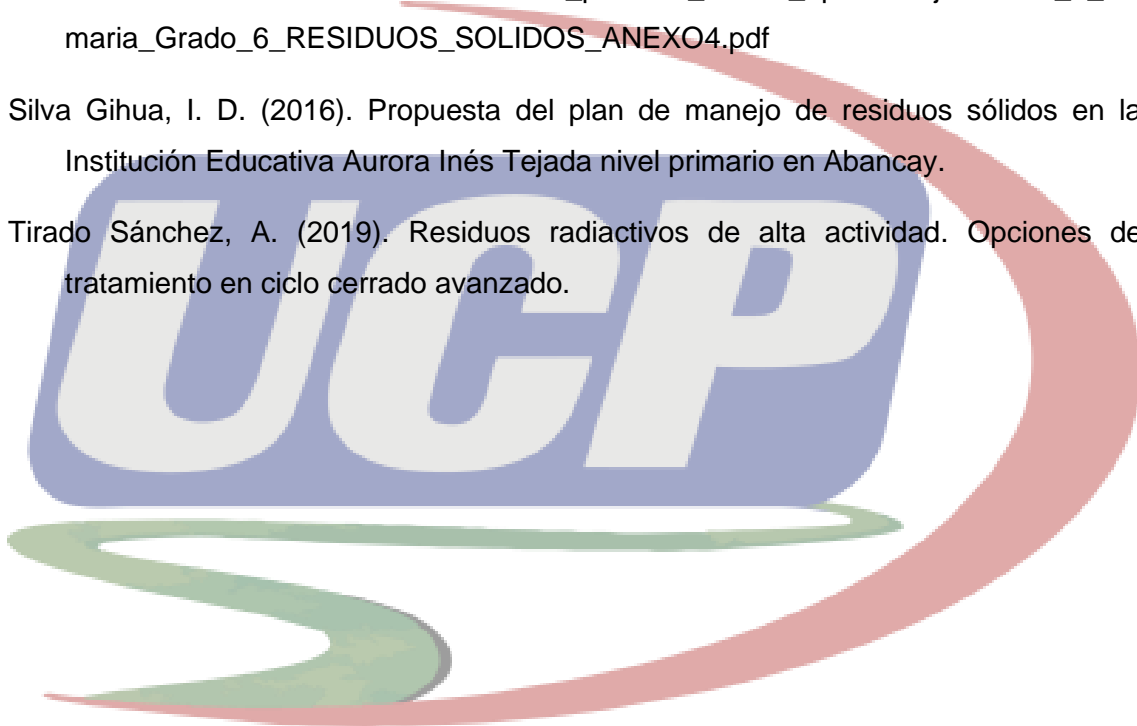 maria_Grado_6_RESIDUOS_SOLIDOS_ANEXO4.pdf
Silva Gihua, I. D. (2016). Propuesta del plan de manejo de residuos sólidos en la
Institución Educativa Aurora Inés Tejada nivel primario en Abancay.
Tirado Sánchez, A. (2019). Residuos radiactivos de alta actividad. Opciones de
tratamiento en ciclo cerrado avanzado.
UCP